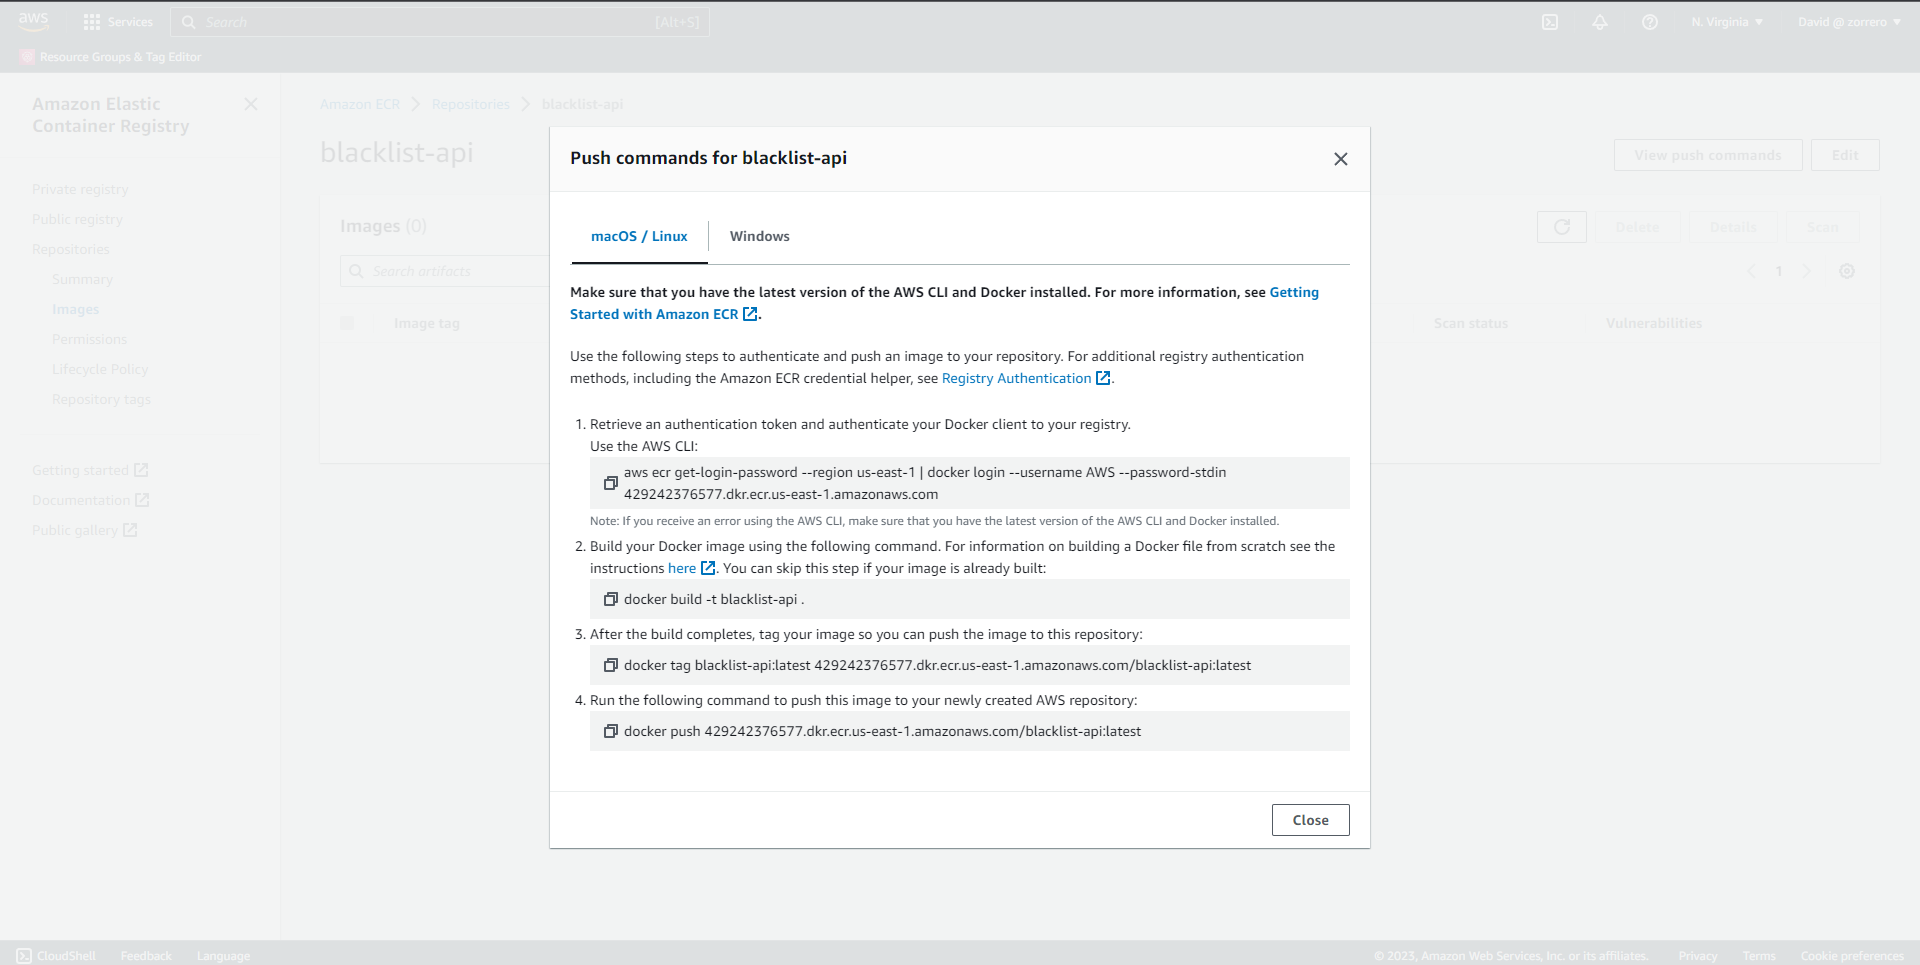 aws
Services
Search
[Alt+S]
N. Virginia
David @ zorrero
Resource Groups & Tag Editor
Amazon Elastic
Container Registry
Private registry
Public registry
Repositories
Summary
Images
Permissions
Lifecycle Policy
Repository tags
Getting started
Documentation
Public gallery
Amazon ECR
Repositories
blacklist-api
blacklist-api
View push commands
Edit
Images (0)
Delete
Details
Scan
Search artifacts
1
Image tag
Scan status
Vulnerabilities
Push commands for blacklist-api
macOS / Linux
Windows
Make sure that you have the latest version of the AWS CLI and Docker installed. For more information, see Getting
Started with Amazon ECR.
Use the following steps to authenticate and push an image to your repository. For additional registry authentication
methods, including the Amazon ECR credential helper, see Registry Authentication.
1. Retrieve an authentication token and authenticate your Docker client to your registry.
Use the AWS CLI:
aws ecr get-login-password --region us-east-1 | docker login --username AWS --password-stdin
429242376577.dkr.ecr.us-east-1.amazonaws.com
Note: If you receive an error using the AWS CLI, make sure that you have the latest version of the AWS CLI and Docker installed.
2. Build your Docker image using the following command. For information on building a Docker file from scratch see the
instructions here. You can skip this step if your image is already built:
docker build -t blacklist-api .
3. After the build completes, tag your image so you can push the image to this repository:
docker tag blacklist-api:latest 429242376577.dkr.ecr.us-east-1.amazonaws.com/blacklist-api:latest
4. Run the following command to push this image to your newly created AWS repository:
docker push 429242376577.dkr.ecr.us-east-1.amazonaws.com/blacklist-api:latest
Close
CloudShell
Feedback
Language
© 2023, Amazon Web Services, Inc. or its affiliates.
Privacy
Terms
Cookie preferences